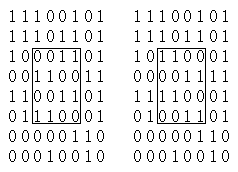 1 1 1 0 0 1 0 1 1 1 1 0 0 1 0 1
1 1 1 0 1 1 0 1 1 1 1 0 1 1 0 1
1 0 0 0 1 1 0 1 1 0 1 1 0 0 0 1
0 0 1 1 0 0 1 1 0 0 0 0 1 1 1 1
1 1 0 0 1 1 0 1 1 1 1 1 0 0 0 1
0 1 1 1 0 0 0 1 0 1 0 0 1 1 0 1
0 0 0 0 0 1 1 0 0 0 0 0 0 1 1 0
0 0 0 1 0 0 1 0 0 0 0 1 0 0 1 0